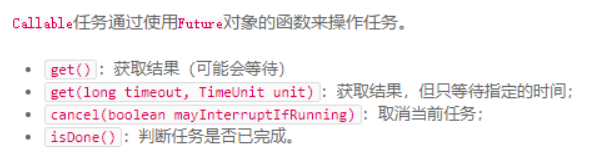 Callable任务通过使用Future对象的函数来操作任务。
get()：获取结果（可能会等待）
get(long timeout, TimeUnit unit)：获取结果，但只等待指定的时间；
cancel(boolean mayInterruptIfRunning)：取消当前任务；
isDone()：判断任务是否已完成。